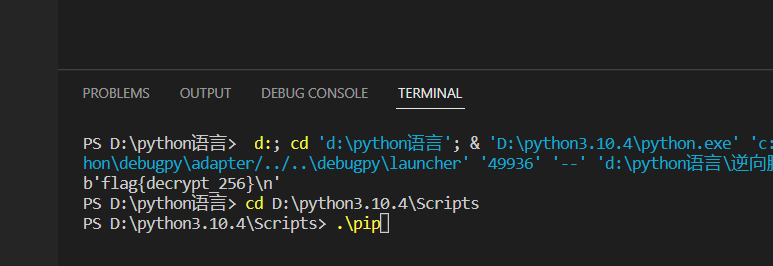 PROBLEMS OUTPUT DEBUG CONSOLE TERMINAL
PS D:\python语言>  d:; cd 'd:\python语言'; & 'D:\python3.10.4\python.exe' 'c:
hon\debugpy\adapter/../..\debugpy\launcher' '49936' '--' 'd:\python语言\逆向脚
b'flag{decrypt_256}\n'
PS D:\python语言> cd D:\python3.10.4\Scripts
PS D:\python3.10.4\Scripts> .\pip